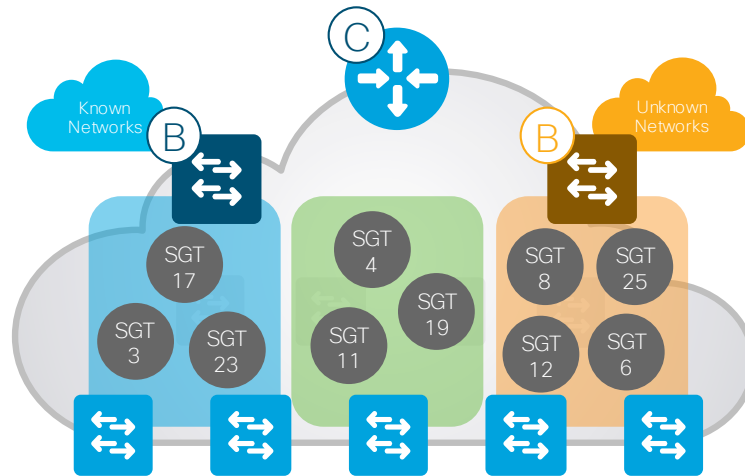 C
Known
Networks
B
B
Unknown
Networks
SGT
17
SGT
3
SGT
23
SGT
4
SGT
19
SGT
11
SGT
8
SGT
25
SGT
12
SGT
6